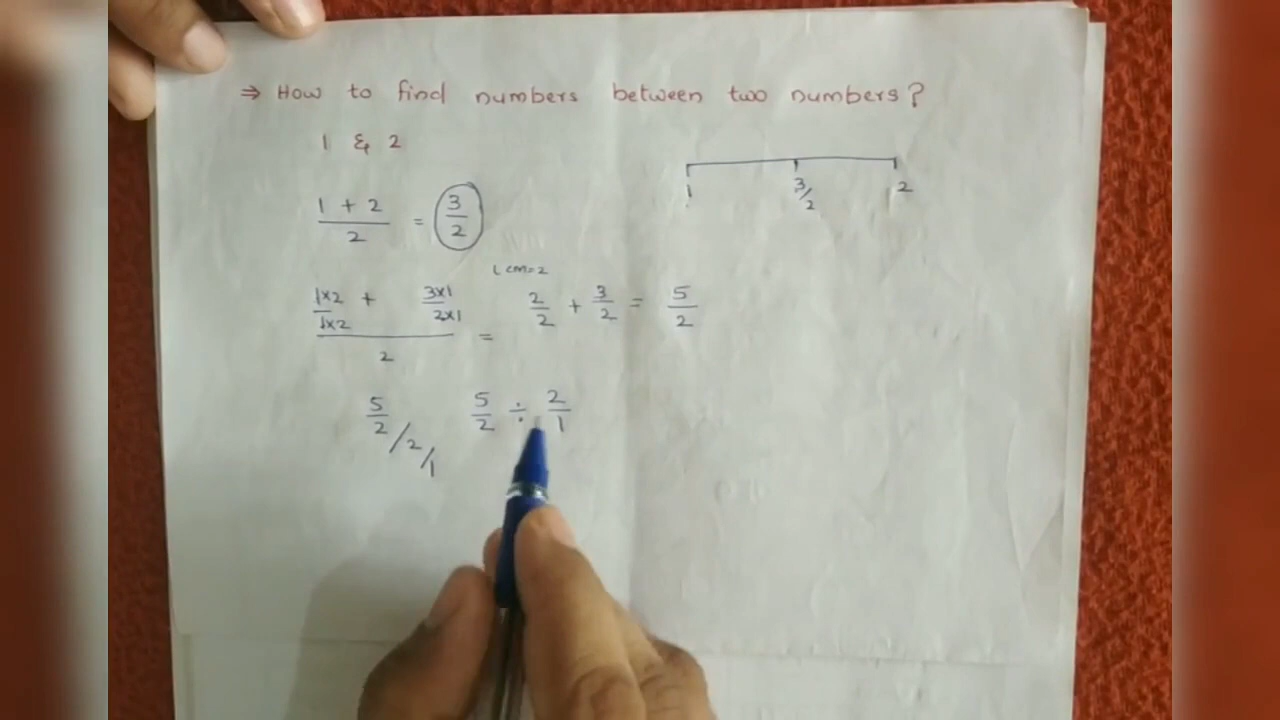 ⇒ How to find numbers between two numbers?
1 & 2
1 3/2 2
(1 + 2)/2 = 3/2
Lcm=2
(1x2/1x2 + 3x1/2x1)/2 = 2/2 + 3/2 = 5/2
5/2/2/1 5/2 ÷ 2/1